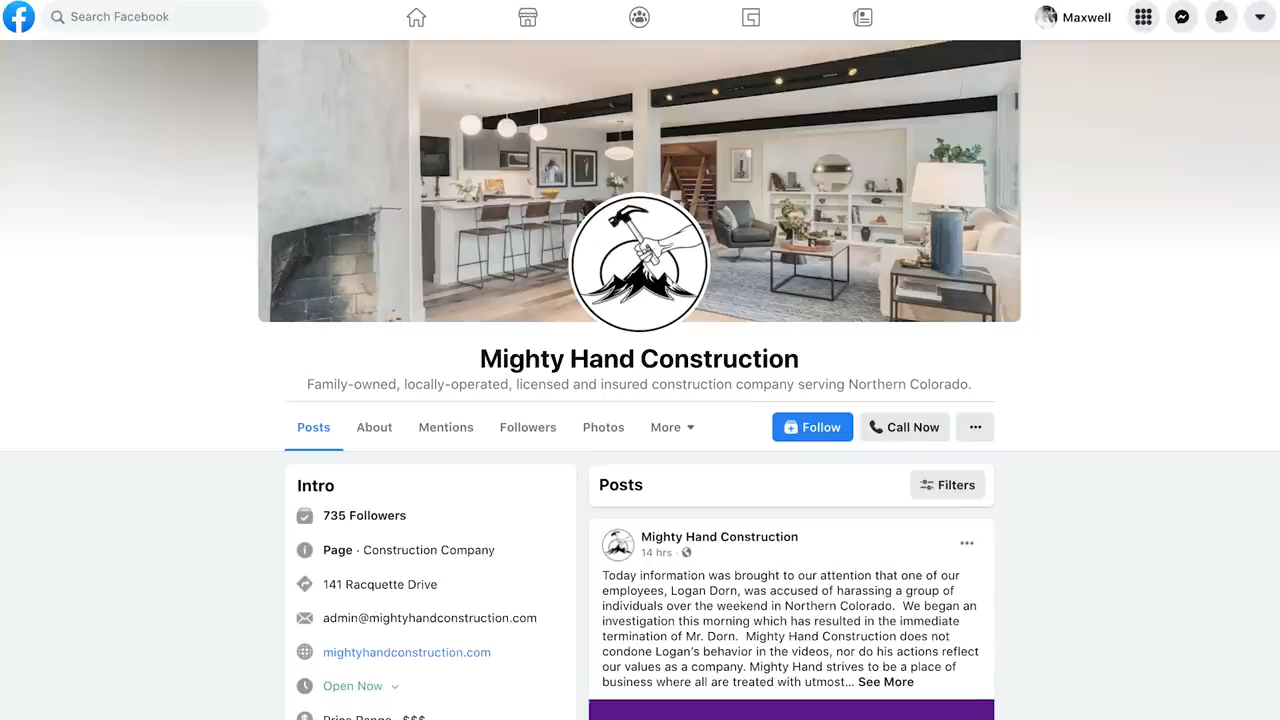 Search Facebook
Maxwell
Mighty Hand Construction
Family-owned, locally-operated, licensed and insured construction company serving Northern Colorado.
Posts
About
Mentions
Followers
Photos
More
Follow
Call Now
Intro
735 Followers
Page · Construction Company
141 Racquette Drive
admin@mightyhandconstruction.com
mightyhandconstruction.com
Open Now
Price Range · $$$
Posts
Filters
Mighty Hand Construction
14 hrs ·
Today information was brought to our attention that one of our
employees, Logan Dorn, was accused of harassing a group of
individuals over the weekend in Northern Colorado. We began an
investigation this morning which has resulted in the immediate
termination of Mr. Dorn. Mighty Hand Construction does not
condone Logan's behavior in the videos, nor do his actions reflect
our values as a company. Mighty Hand strives to be a place of
business where all are treated with utmost... See More